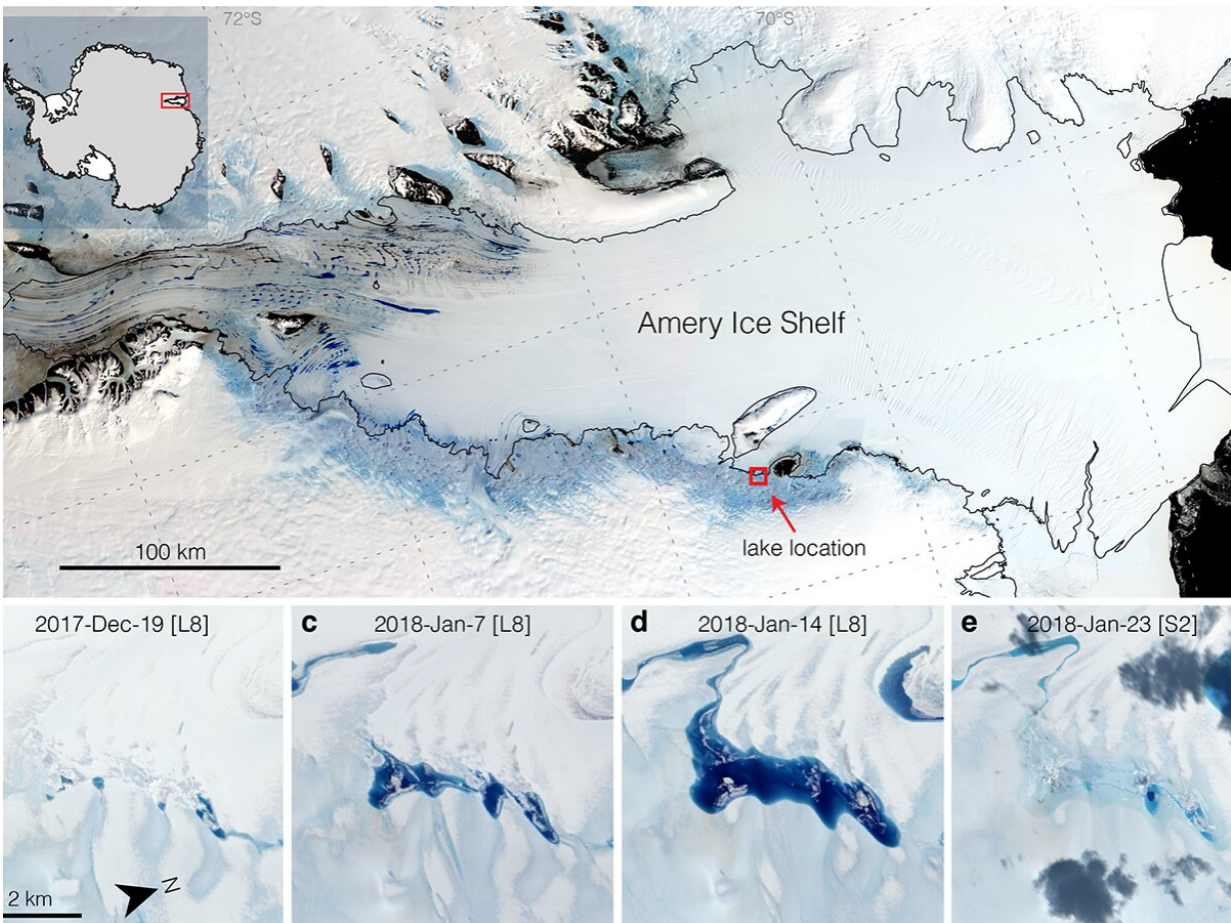 72°S
70°S
Amery Ice Shelf
100 km
lake location
2017-Dec-19 [L8]
c
2018-Jan-7 [L8]
d
2018-Jan-14 [L8]
e
2018-Jan-23 [S2]
N
2 km